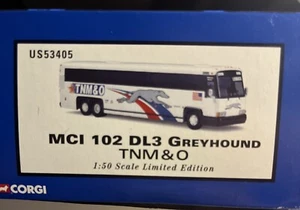 US53405
TNM&O
MCI 102 DL3 GREYHOUND
TNM&O
1:50 Scale Limited Edition
CORGI